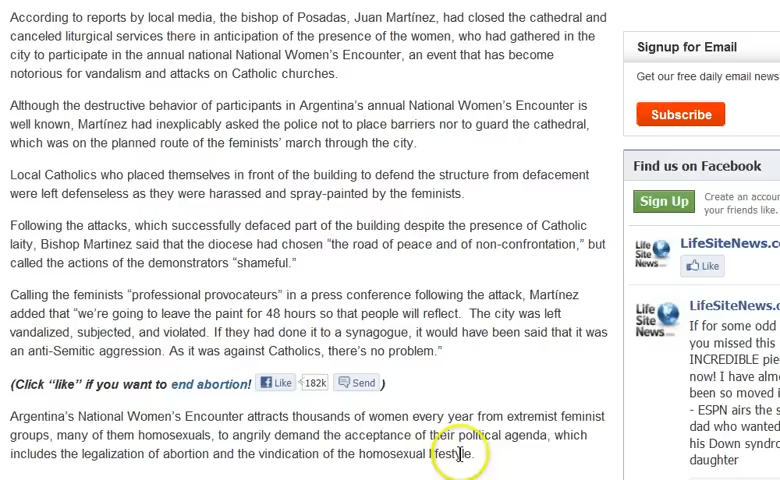 According to reports by local media, the bishop of Posadas, Juan Martínez, had closed the cathedral and
canceled liturgical services there in anticipation of the presence of the women, who had gathered in the
city to participate in the annual national National Women’s Encounter, an event that has become
notorious for vandalism and attacks on Catholic churches.
Although the destructive behavior of participants in Argentina’s annual National Women’s Encounter is
well known, Martínez had inexplicably asked the police not to place barriers nor to guard the cathedral,
which was on the planned route of the feminists’ march through the city.
Local Catholics who placed themselves in front of the building to defend the structure from defacement
were left defenseless as they were harassed and spray-painted by the feminists.
Following the attacks, which successfully defaced part of the building despite the presence of Catholic
laity, Bishop Martinez said that the diocese had chosen “the road of peace and of non-confrontation,” but
called the actions of the demonstrators “shameful.”
Calling the feminists “professional provocateurs” in a press conference following the attack, Martínez
added that “we’re going to leave the paint for 48 hours so that people will reflect.  The city was left
vandalized, subjected, and violated.  If they had done it to a synagogue, it would have been said that it was
an anti-Semitic aggression.  As it was against Catholics, there’s no problem.”
(Click “like” if you want to end abortion! Like 182k Send )
Argentina’s National Women’s Encounter attracts thousands of women every year from extremist feminist
groups, many of them homosexuals, to angrily demand the acceptance of their political agenda, which
includes the legalization of abortion and the vindication of the homosexual lifestyle.
Signup for Email
Get our free daily email news
Subscribe
Find us on Facebook
Sign Up
Create an accou
your friends like.
Life Site News
LifeSiteNews.c
Like
Life Site News
LifeSiteNews.
If for some odd
you missed this
INCREDIBLE pie
now! I have alm
been so moved i
- ESPN airs the s
dad who wanted
his Down syndro
daughter